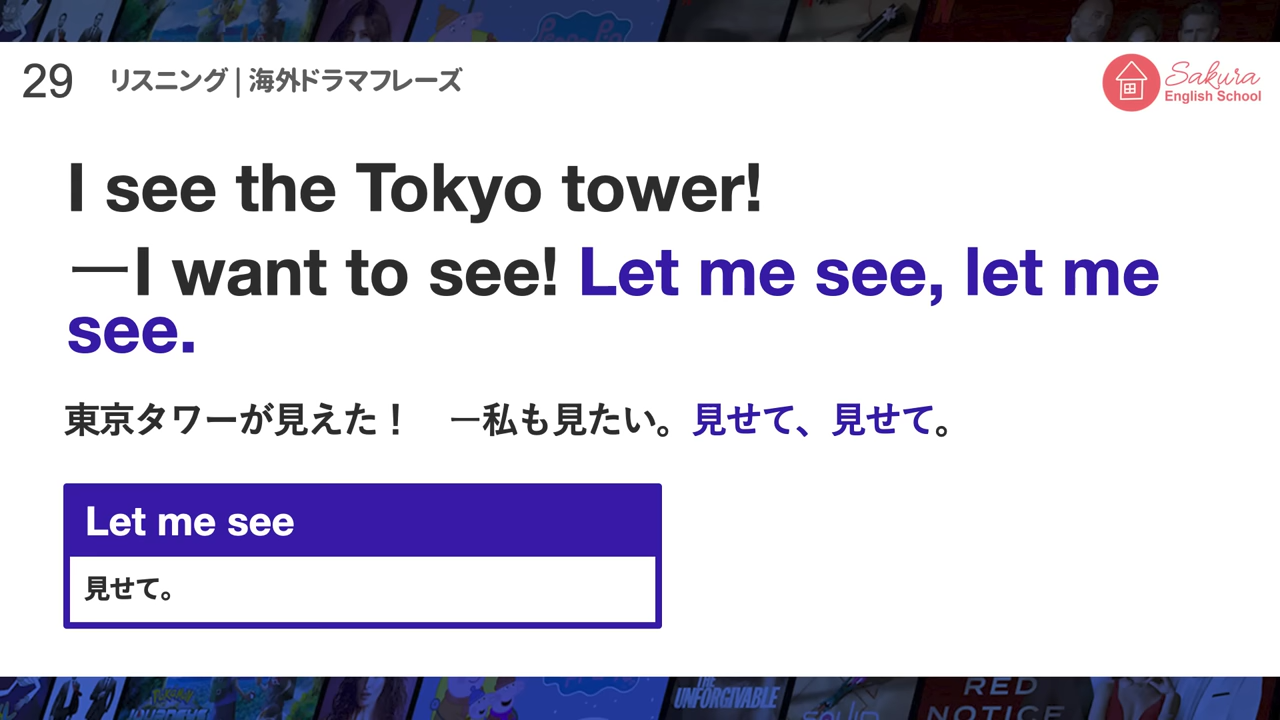 29 リスニング | 海外ドラマフレーズ
Sakura
English School
I see the Tokyo tower!
—I want to see! Let me see, let me
see.
東京タワーが見えた！　—私も見たい。見せて、見せて。
Let me see
見せて。
POKÉMON
JOURNEYS
THE
UNFORGIVABLE
RED
NOTICE